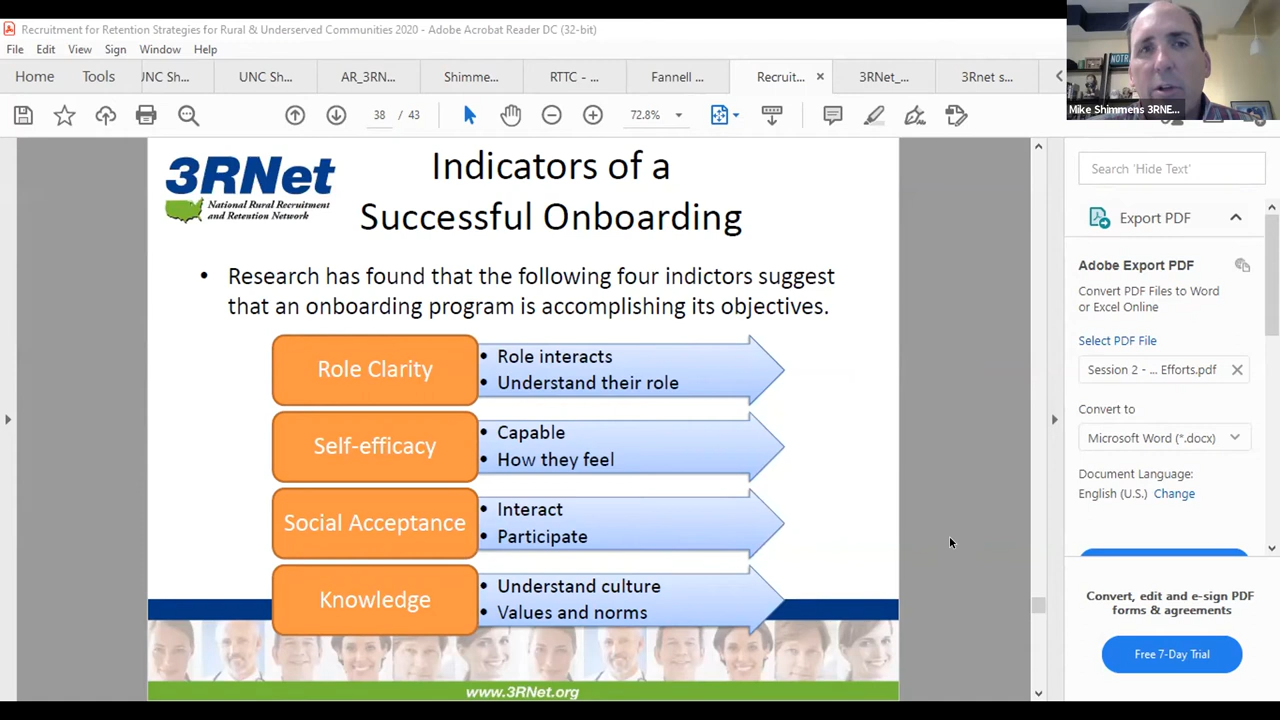 Recruitment for Retention Strategies for Rural & Underserved Communities 2020 - Adobe Acrobat Reader DC (32-bit)
File Edit View Sign Window Help
Home Tools JNC Sh... UNC Sh... AR_3RN... Shimme... RTTC - ... Fannell ... Recruit... × 3RNet_... 3Rnet s...
Mike Shimmens 3RNE...
/ 43 72.8%
3RNet
National Rural Recruitment
and Retention Network
Indicators of a
Successful Onboarding
• Research has found that the following four indictors suggest
that an onboarding program is accomplishing its objectives.
Role Clarity
• Role interacts
• Understand their role
Self-efficacy
• Capable
• How they feel
Social Acceptance
• Interact
• Participate
Knowledge
• Understand culture
• Values and norms
www.3RNet.org
Search 'Hide Text'
Export PDF
Adobe Export PDF
Convert PDF Files to Word
or Excel Online
Select PDF File
Session 2 - ... Efforts.pdf
Convert to
Microsoft Word (*.docx)
Document Language:
English (U.S.) Change
Convert, edit and e-sign PDF
forms & agreements
Free 7-Day Trial